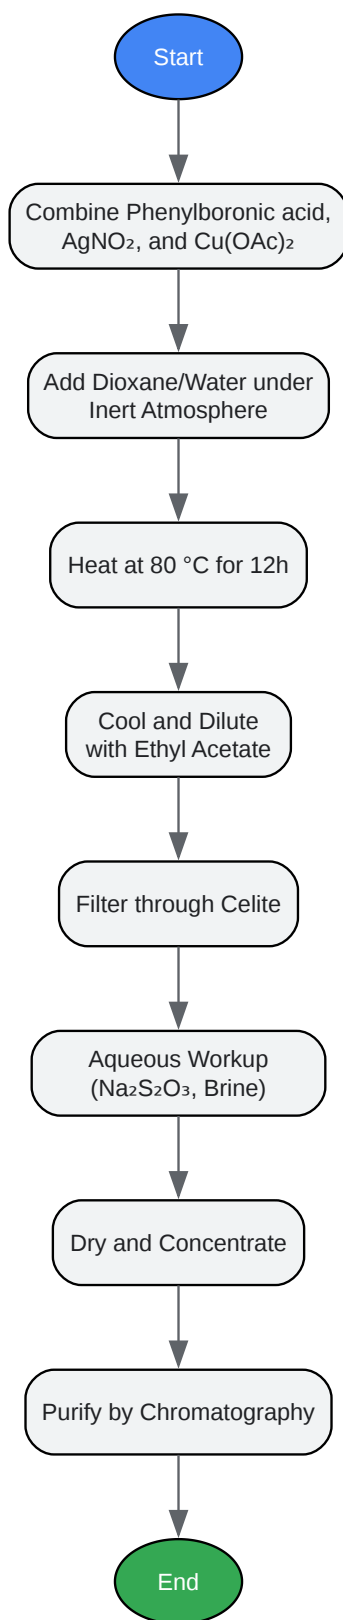 Start
Combine Phenylboronic acid,
AgNO₂, and Cu(OAc)₂
Add Dioxane/Water under
Inert Atmosphere
Heat at 80 °C for 12h
Cool and Dilute
with Ethyl Acetate
Filter through Celite
Aqueous Workup
(Na₂S₂O₃, Brine)
Dry and Concentrate
Purify by Chromatography
End